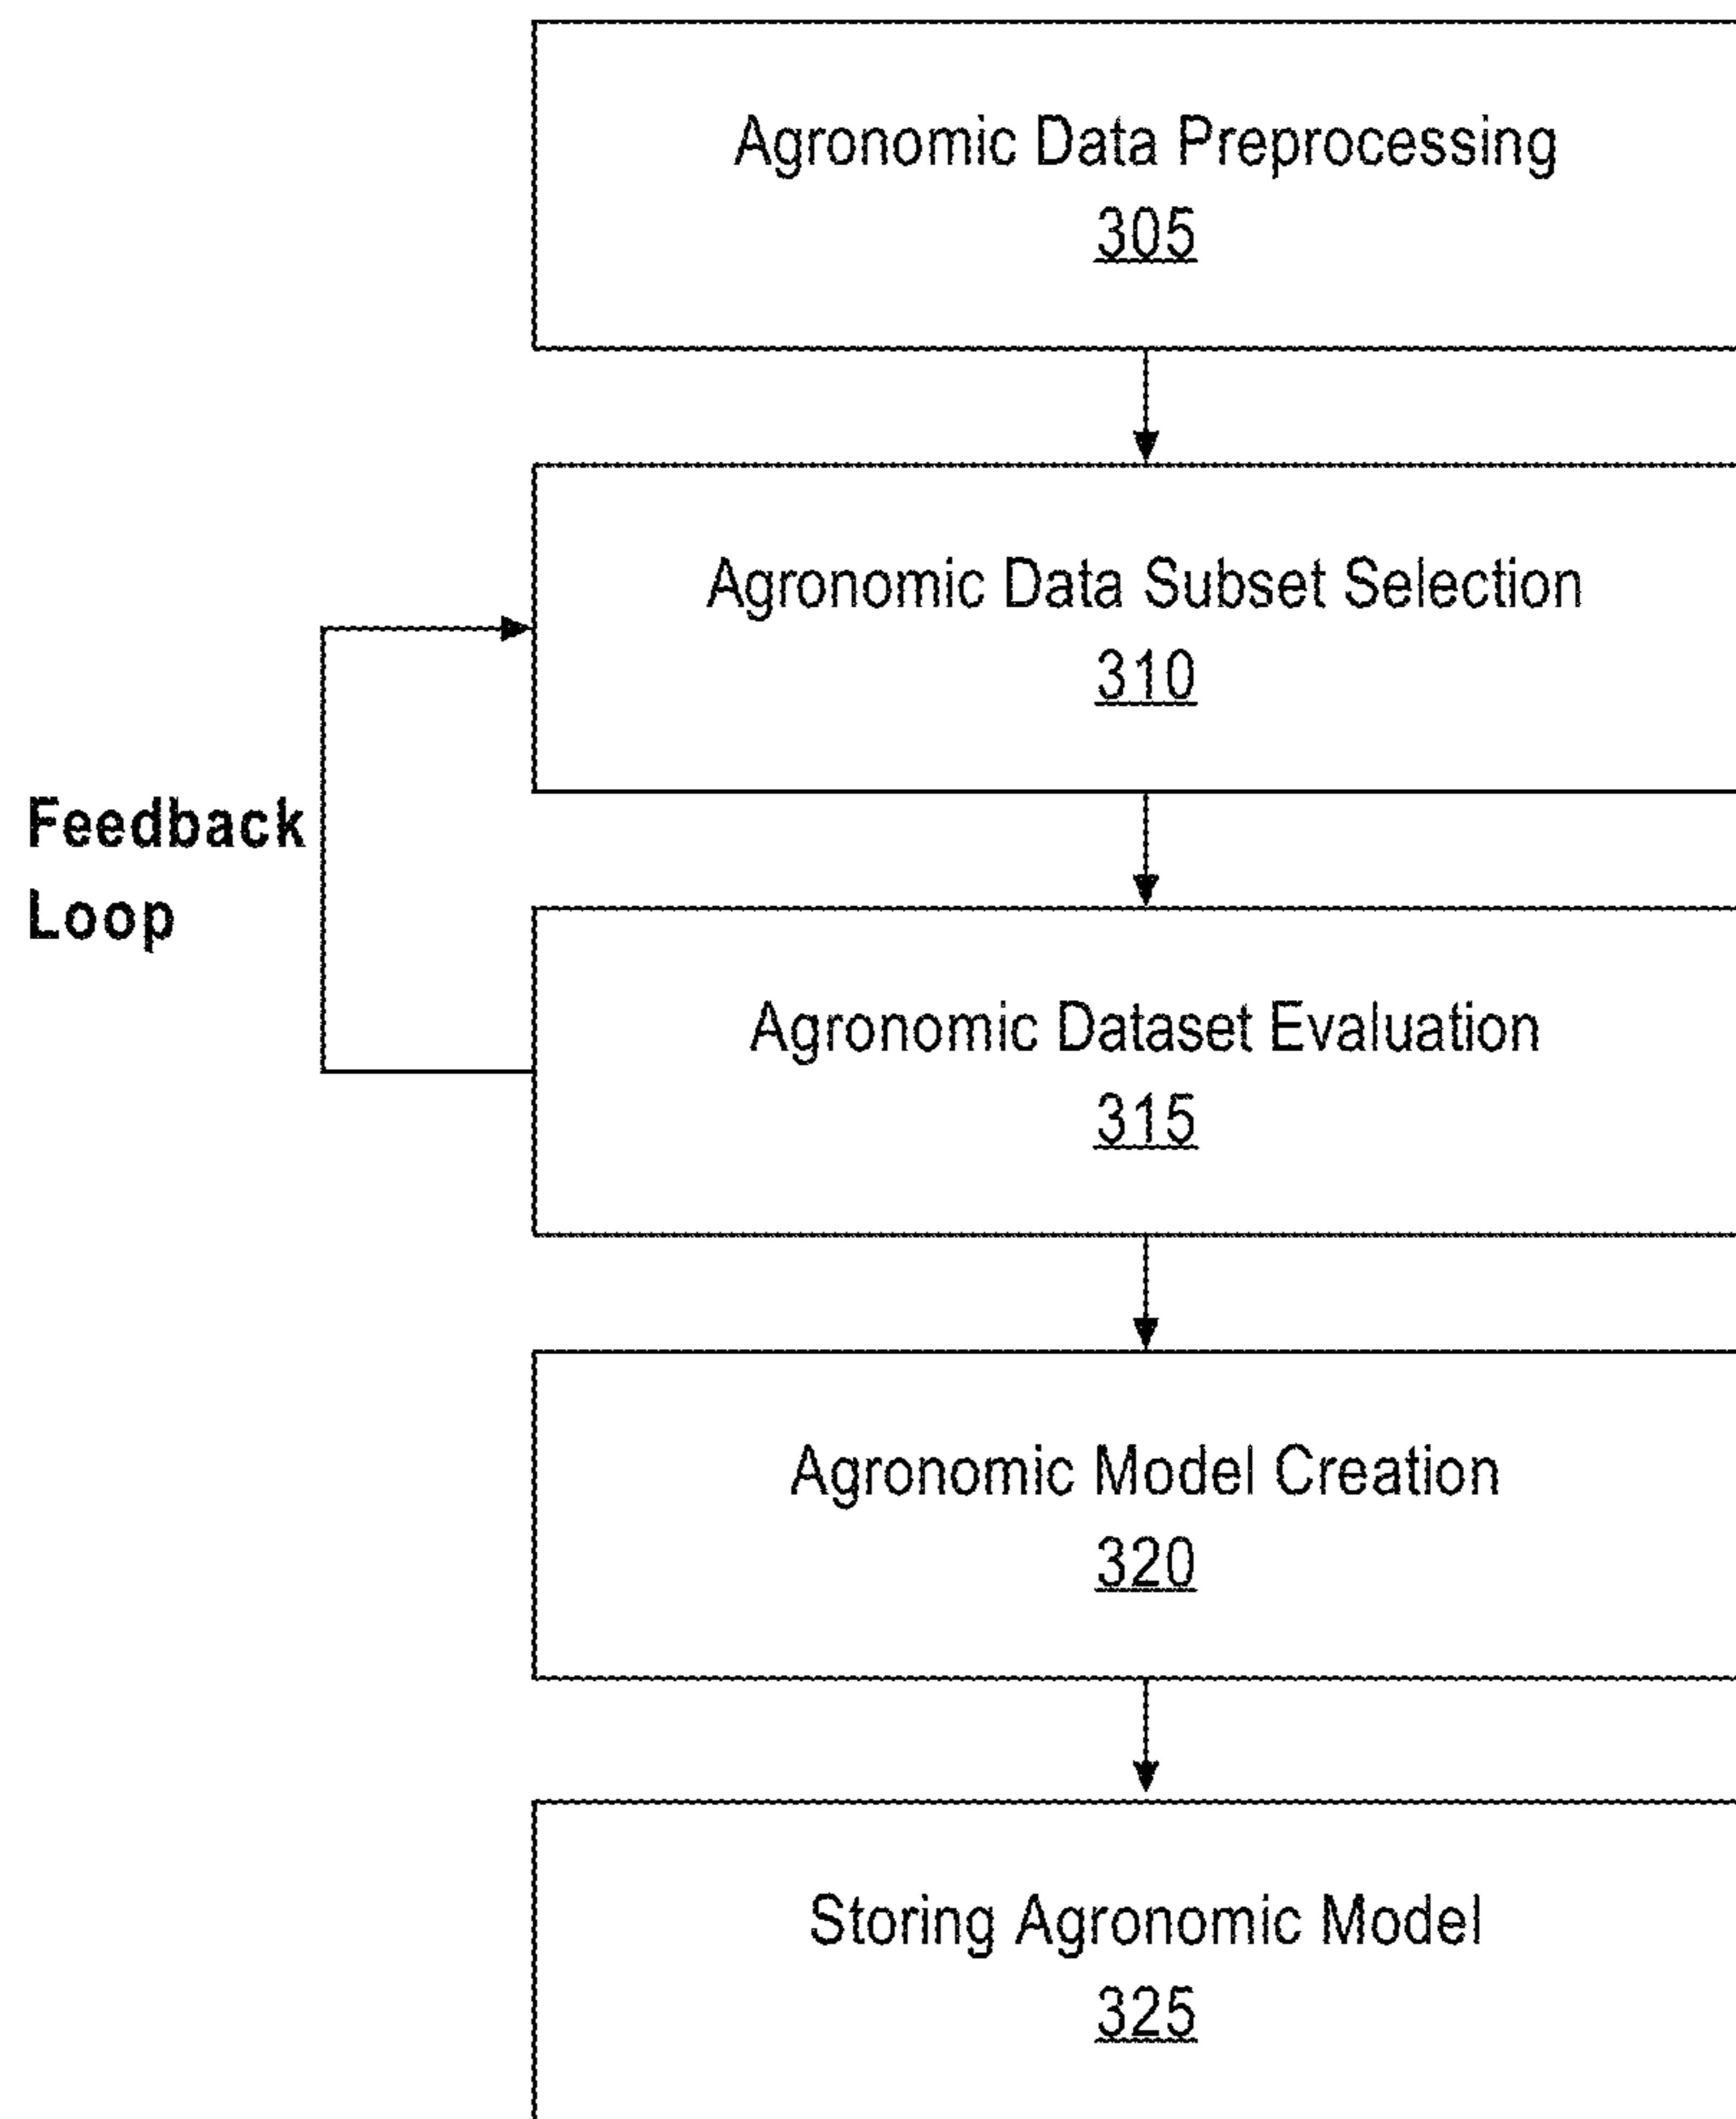 Agronomic Data Preprocessing
305
Agronomic Data Subset Selection
310
Feedback
Loop
Agronomic Dataset Evaluation
315
Agronomic Model Creation
320
Storing Agronomic Model
325